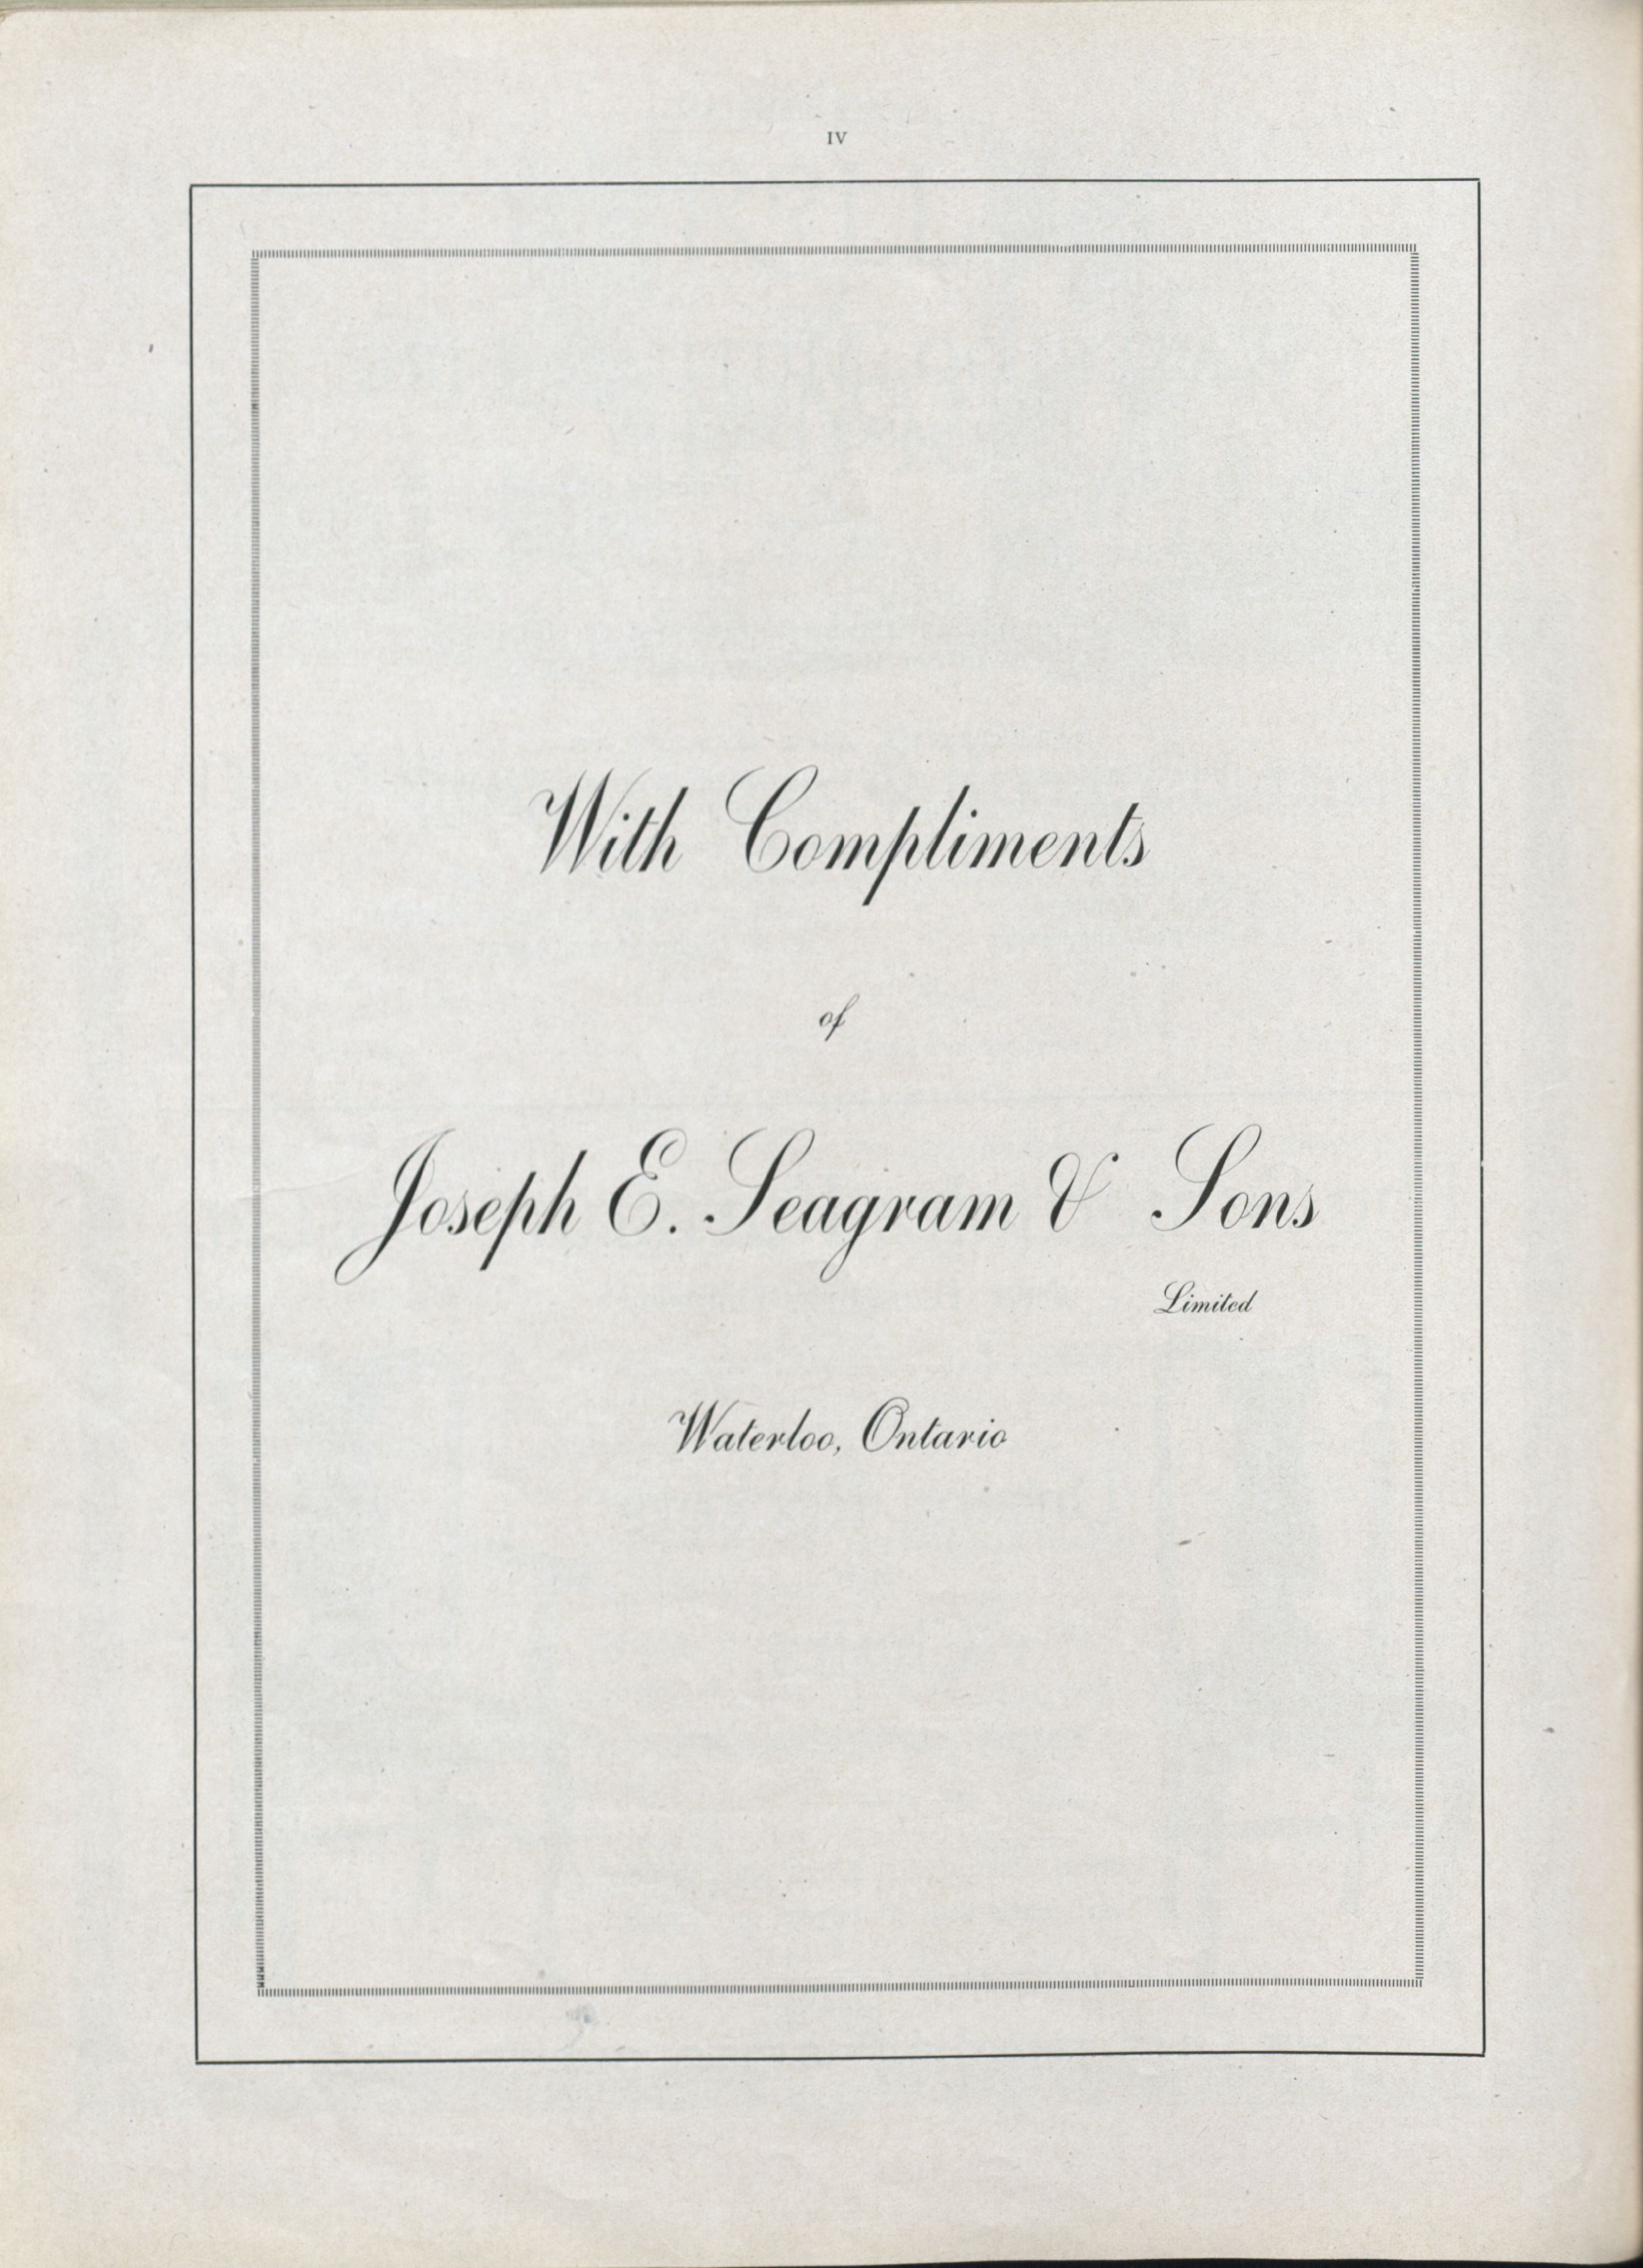 IV
With Compliments
of
Joseph E. Seagram & Sons
Limited
Waterloo, Ontario